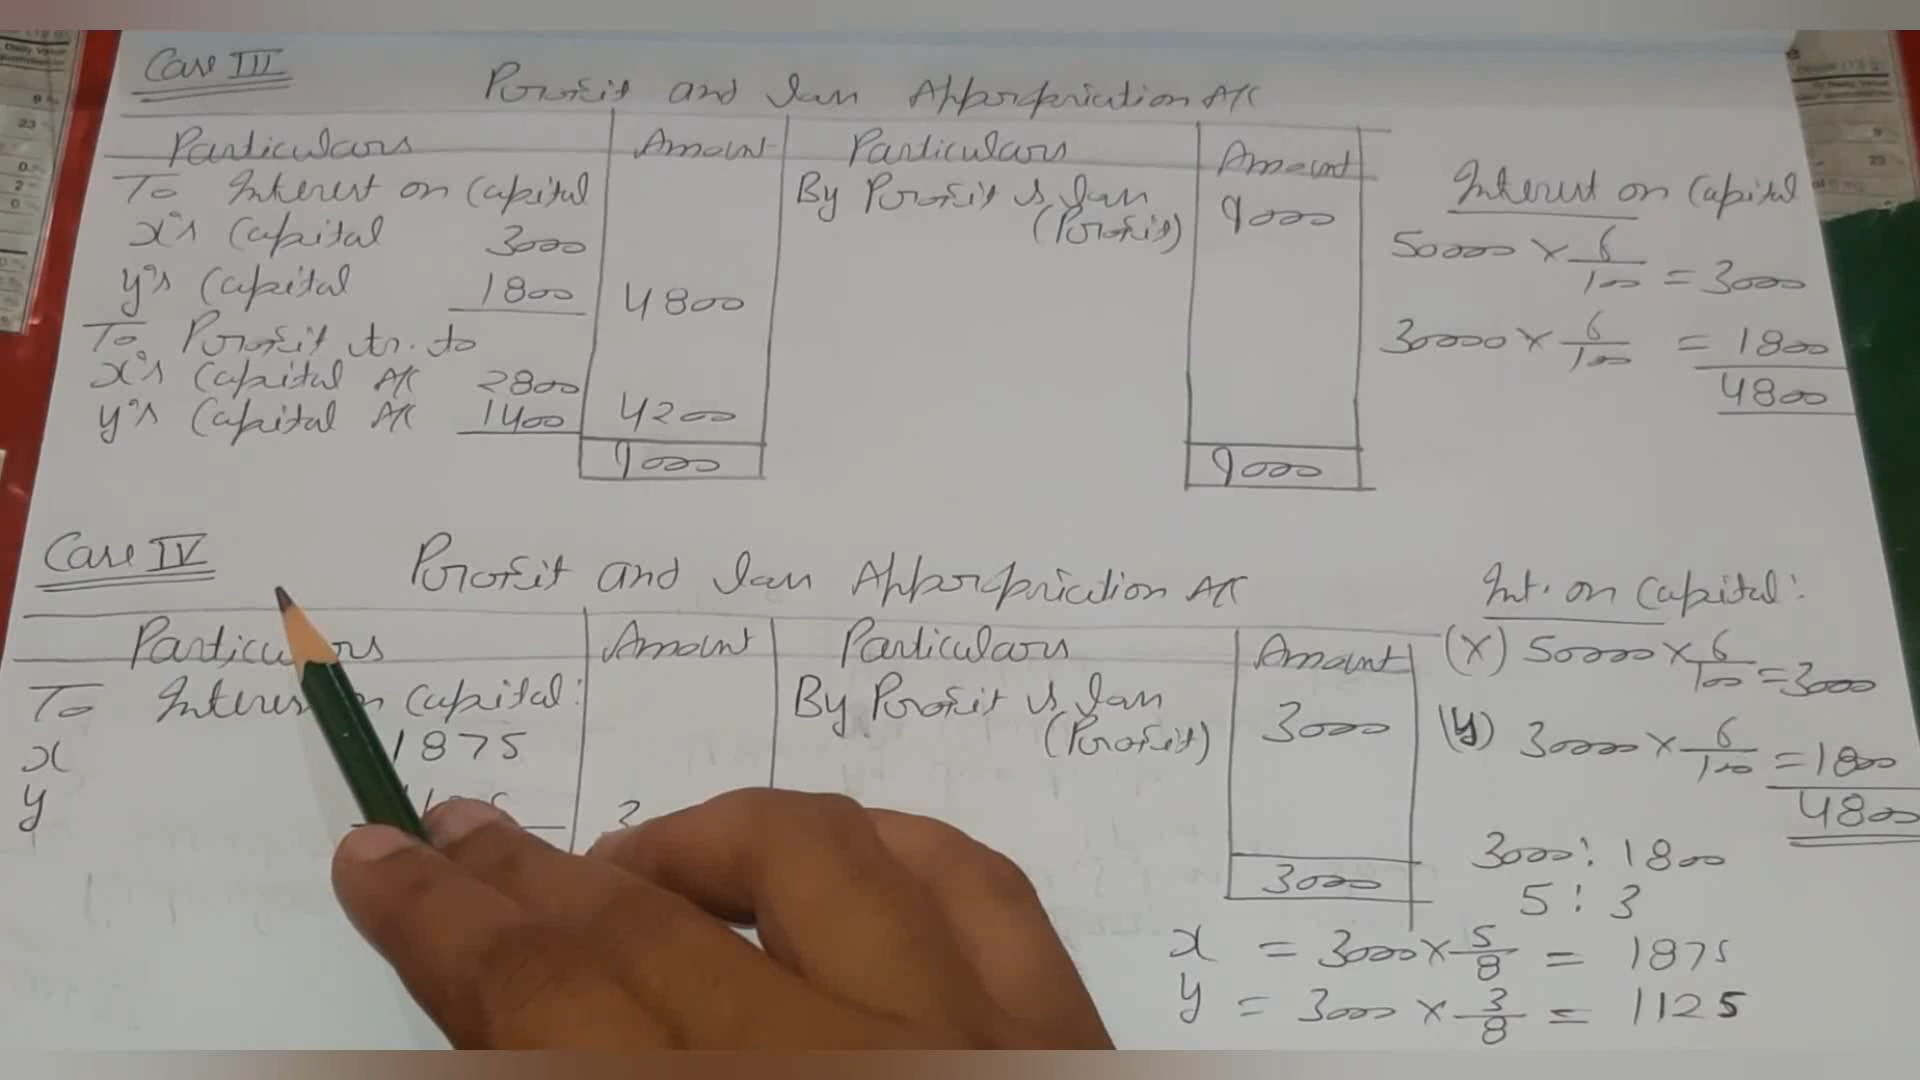 Case III
Profit and Loss Appropriation A/C
Particulars Amount Particulars Amount
To Interest on Capital By Profit & Loss (Profit) 9000
x's Capital 3000
y's Capital 1800 4800
To Profit tr. to
x's Capital A/C 2800
y's Capital A/C 1400 4200
9000 9000
Interest on Capital
50000 × 6/100 = 3000
30000 × 6/100 = 1800
4800
Case IV
Profit and Loss Appropriation A/C
Particulars Amount Particulars Amount
To Interest on Capital: By Profit & Loss (Profit) 3000
x 1875
y
3000
Int. on Capital:
(X) 50000 × 6/100 = 3000
(y) 30000 × 6/100 = 1800
4800
3000 : 1800
5 : 3
x = 3000 × 5/8 = 1875
y = 3000 × 3/8 = 1125